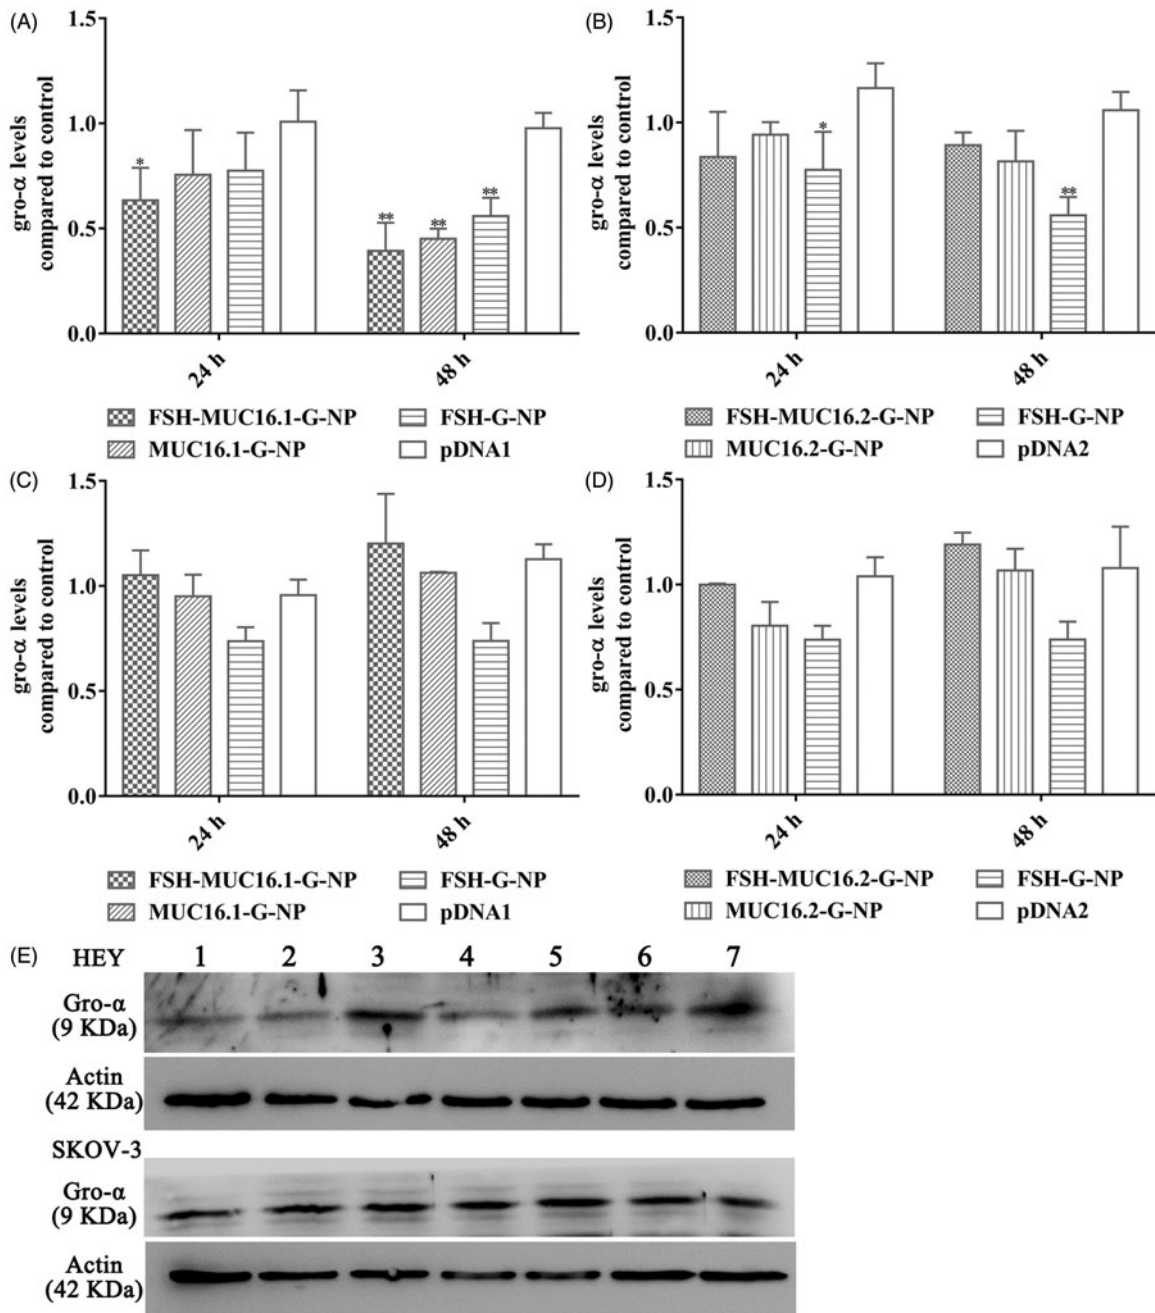 (A)
gro-α levels
compared to control
1.5
1.0
0.5
0.0
*
**
**
**
24 h
48 h
FSH-MUC16.1-G-NP
FSH-G-NP
MUC16.1-G-NP
pDNA1
(B)
gro-α levels
compared to control
1.5
1.0
0.5
0.0
*
**
24 h
48 h
FSH-MUC16.2-G-NP
FSH-G-NP
MUC16.2-G-NP
pDNA2
(C)
gro-α levels
compared to control
1.5
1.0
0.5
0.0
24 h
48 h
FSH-MUC16.1-G-NP
FSH-G-NP
MUC16.1-G-NP
pDNA1
(D)
gro-α levels
compared to control
1.5
1.0
0.5
0.0
24 h
48 h
FSH-MUC16.2-G-NP
FSH-G-NP
MUC16.2-G-NP
pDNA2
(E) HEY 1 2 3 4 5 6 7
Gro-α
(9 KDa)
Actin
(42 KDa)
SKOV-3
Gro-α
(9 KDa)
Actin
(42 KDa)